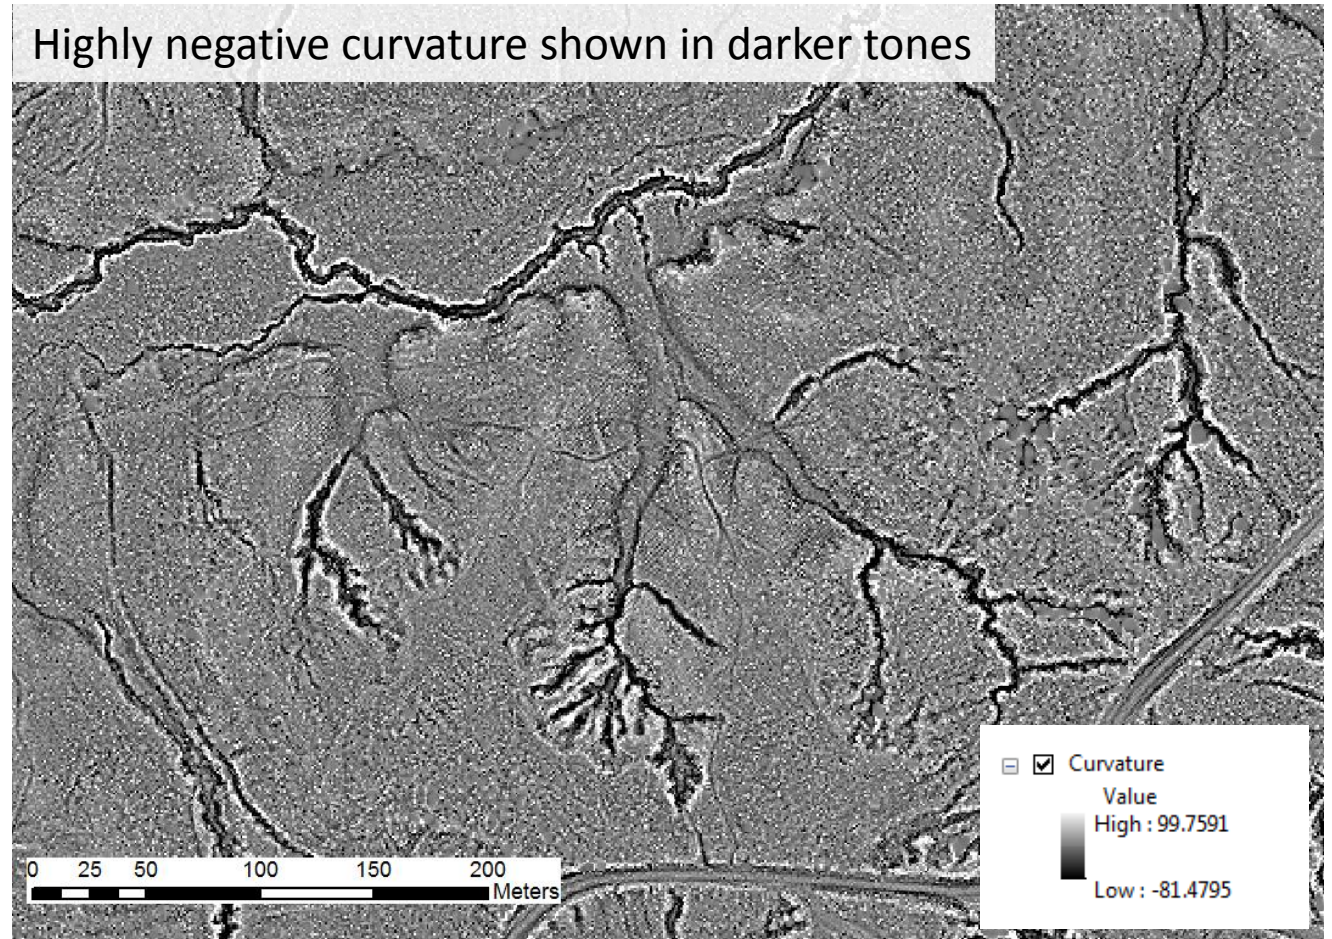 Highly negative curvature shown in darker tones
Curvature
Value
High : 99.7591
Low : -81.4795
0 25 50 100 150 200
Meters